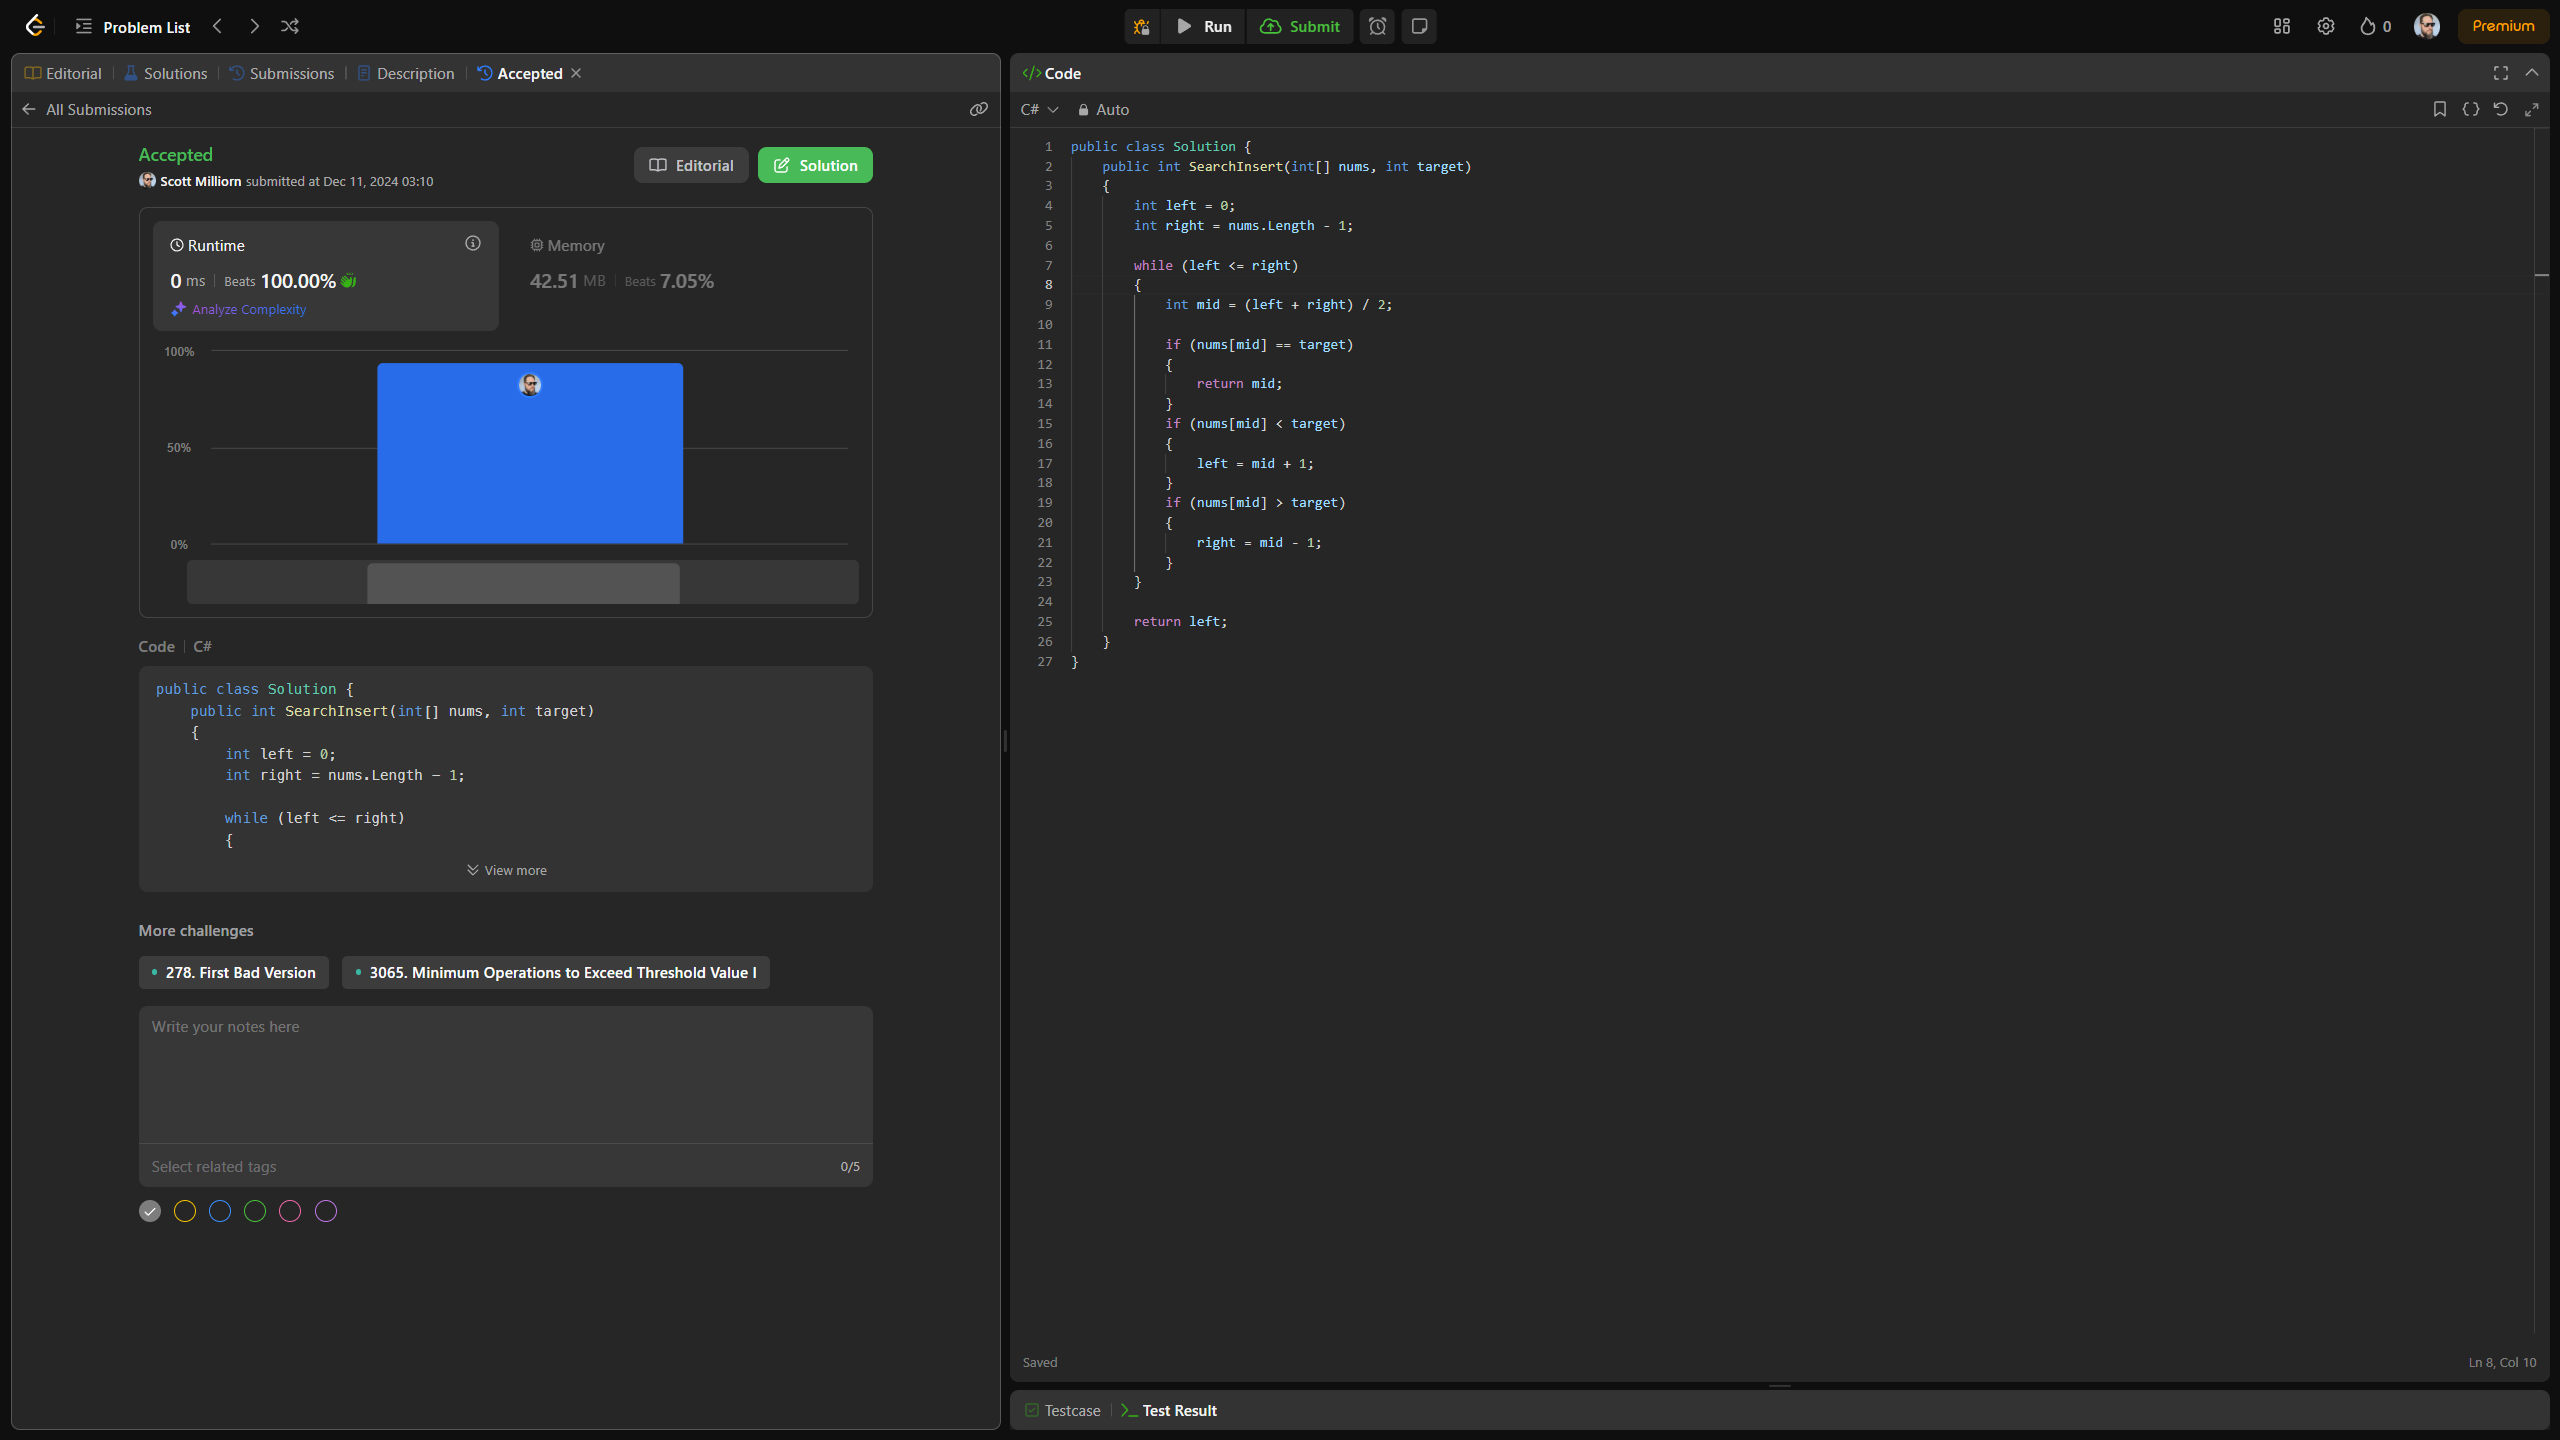 Problem List
Run
Submit
0
Premium
Editorial
Solutions
Submissions
Description
Accepted
All Submissions
Accepted
Scott Milliorn submitted at Dec 11, 2024 03:10
Editorial
Solution
Runtime
0 ms | Beats 100.00%
Analyze Complexity
Memory
42.51 MB | Beats 7.05%
100%
50%
0%
Code | C#
public class Solution {
    public int SearchInsert(int[] nums, int target)
    {
        int left = 0;
        int right = nums.Length - 1;
        while (left <= right)
        {
View more
More challenges
278. First Bad Version
3065. Minimum Operations to Exceed Threshold Value I
Write your notes here
Select related tags
0/5
</> Code
C#
Auto
1 public class Solution {
2     public int SearchInsert(int[] nums, int target)
3     {
4         int left = 0;
5         int right = nums.Length - 1;
6
7         while (left <= right)
8         {
9             int mid = (left + right) / 2;
10
11             if (nums[mid] == target)
12             {
13                 return mid;
14             }
15             if (nums[mid] < target)
16             {
17                 left = mid + 1;
18             }
19             if (nums[mid] > target)
20             {
21                 right = mid - 1;
22             }
23         }
24
25         return left;
26     }
27 }
Saved
Ln 8, Col 10
Testcase
Test Result